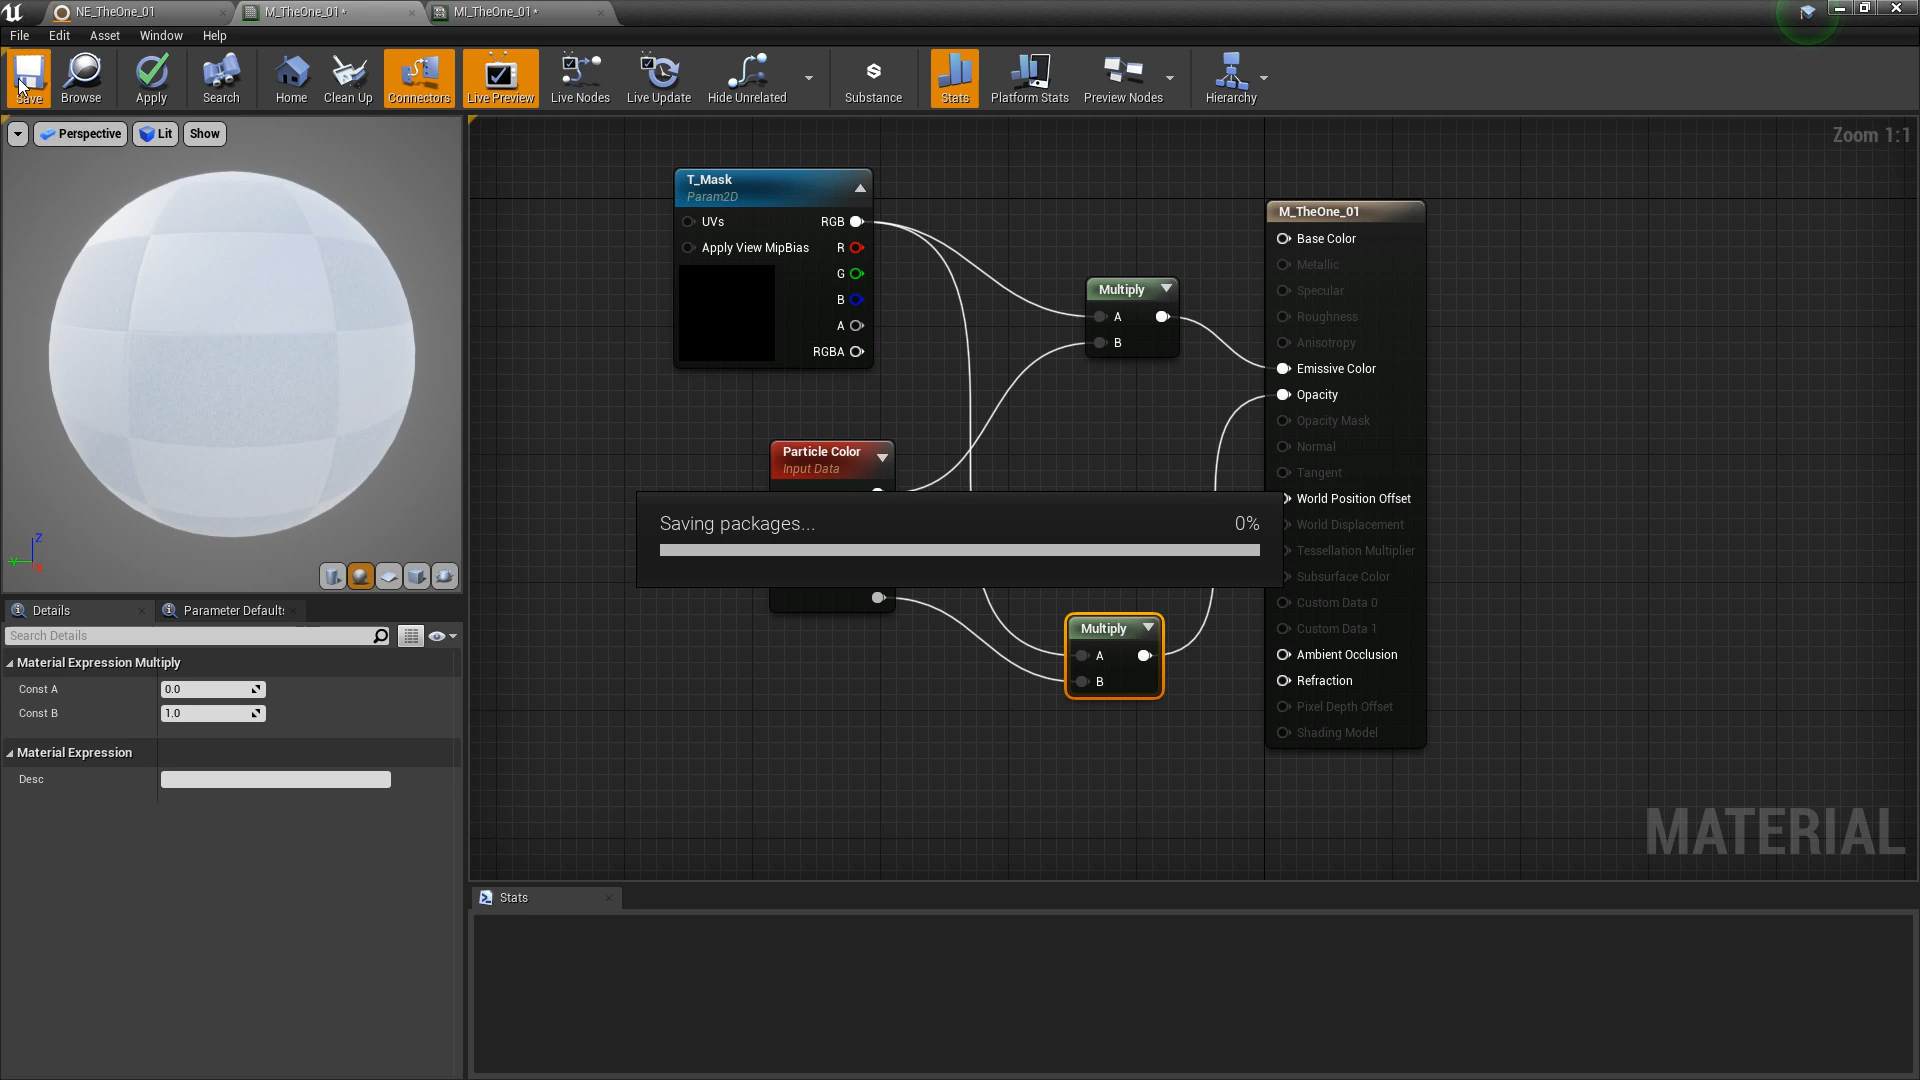 NE_TheOne_01
M_TheOne_01*
MI_TheOne_01*
File Edit Asset Window Help
Save Browse Apply Search Home Clean Up Connectors Live Preview Live Nodes Live Update Hide Unrelated Substance Stats Platform Stats Preview Nodes Hierarchy
Perspective Lit Show
Zoom 1:1
T_Mask
Param2D
UVs RGB
Apply View MipBias R
G
B
A
RGBA
Multiply
A
B
M_TheOne_01
Base Color
Metallic
Specular
Roughness
Anisotropy
Emissive Color
Opacity
Opacity Mask
Normal
Tangent
World Position Offset
World Displacement
Tessellation Multiplier
Subsurface Color
Custom Data 0
Custom Data 1
Ambient Occlusion
Refraction
Pixel Depth Offset
Shading Model
Particle Color
Input Data
Saving packages... 0%
Multiply
A
B
Z
Y
X
Details Parameter Defaults
Search Details
Material Expression Multiply
Const A 0.0
Const B 1.0
Material Expression
Desc
MATERIAL
Stats